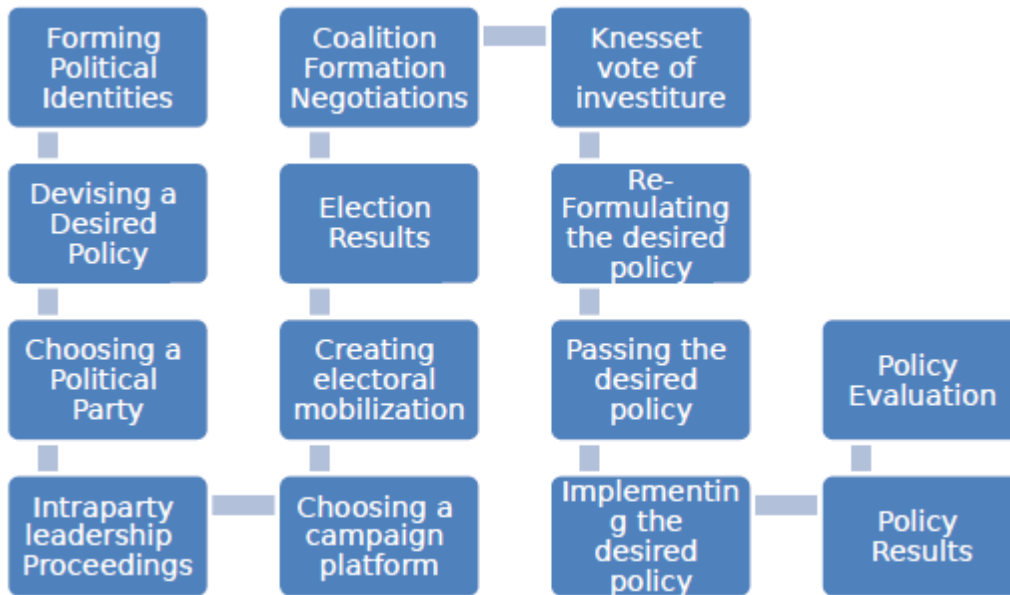 Forming
Political
Identities
Devising a
Desired
Policy
Choosing a
Political
Party
Intraparty
leadership
Proceedings
Choosing a
campaign
platform
Creating
electoral
mobilization
Election
Results
Coalition
Formation
Negotiations
Knesset
vote of
investiture
Re-
Formulating
the desired
policy
Passing the
desired
policy
Implementin
g the
desired
policy
Policy
Results
Policy
Evaluation